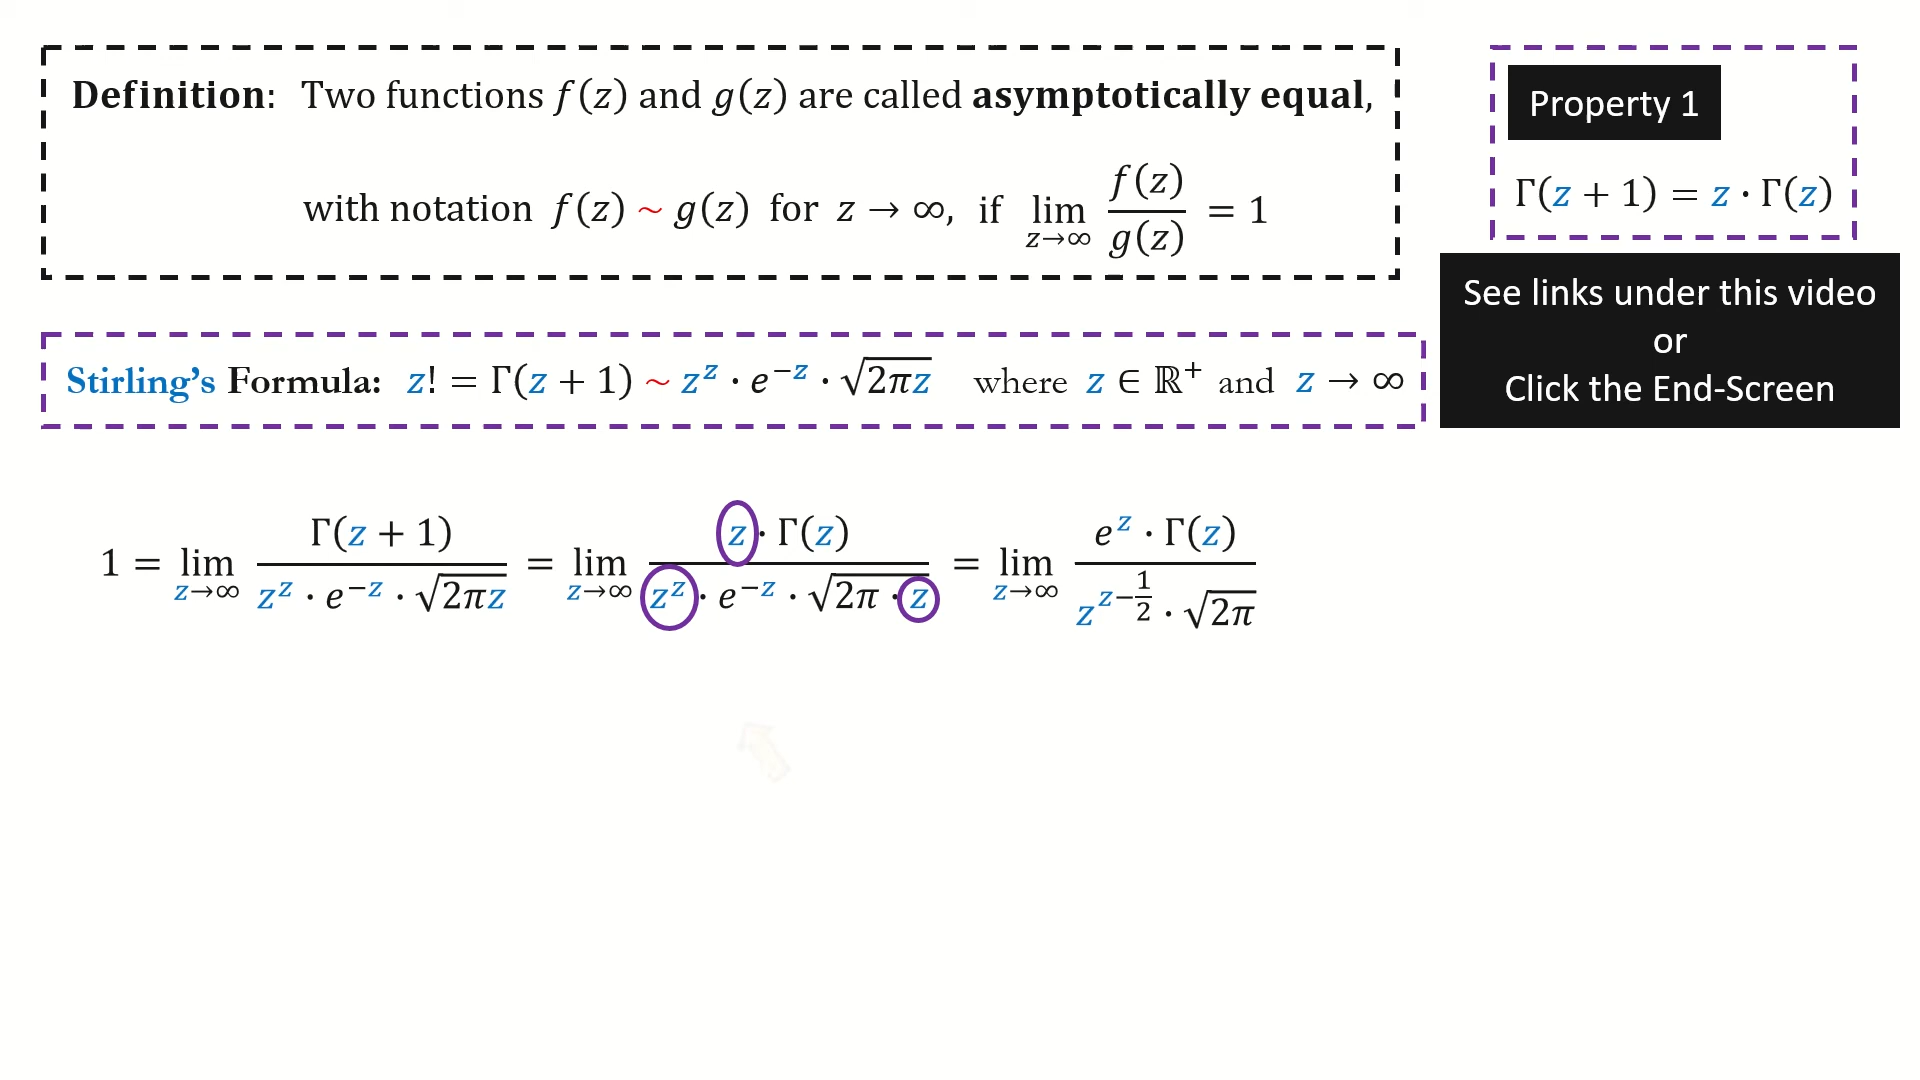 Definition: Two functions f(z) and g(z) are called asymptotically equal,
with notation f(z) ~ g(z) for z → ∞, if lim_{z→∞} f(z)/g(z) = 1
Property 1
Γ(z + 1) = z · Γ(z)
See links under this video
or
Click the End-Screen
Stirling's Formula: z! = Γ(z + 1) ~ z^z · e^{−z} · √(2πz) where z ∈ ℝ⁺ and z → ∞
1 = lim_{z→∞} Γ(z + 1)/(z^z · e^{−z} · √(2πz)) = lim_{z→∞} z · Γ(z)/(z^z · e^{−z} · √(2π · z)) = lim_{z→∞} e^z · Γ(z)/(z^{z−1/2} · √(2π))